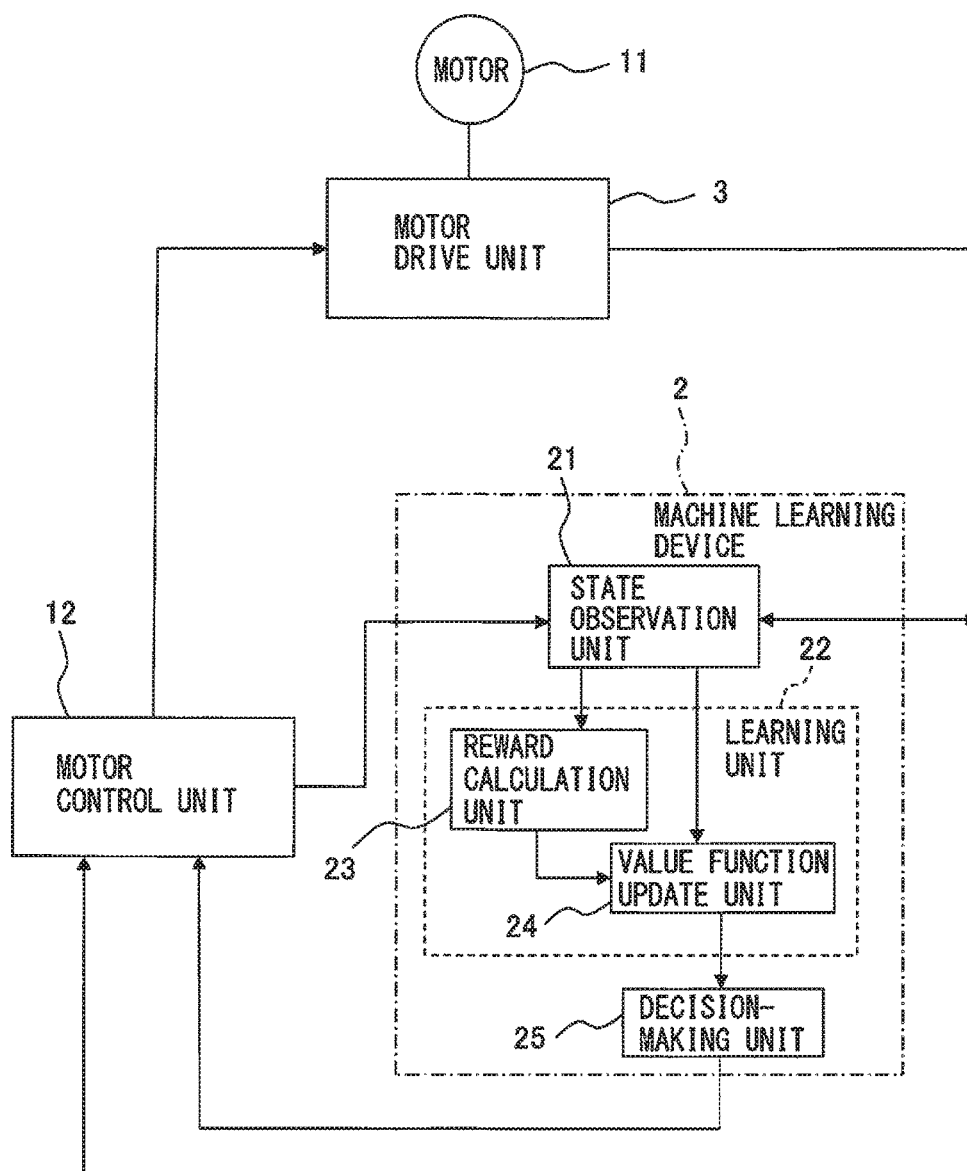 MOTOR
11
3
MOTOR
DRIVE UNIT
2
21
MACHINE LEARNING
DEVICE
STATE
OBSERVATION
UNIT
12
22
MOTOR
CONTROL UNIT
REWARD
CALCULATION
UNIT
LEARNING
UNIT
23
VALUE FUNCTION
UPDATE UNIT
24
DECISION-
MAKING UNIT
25